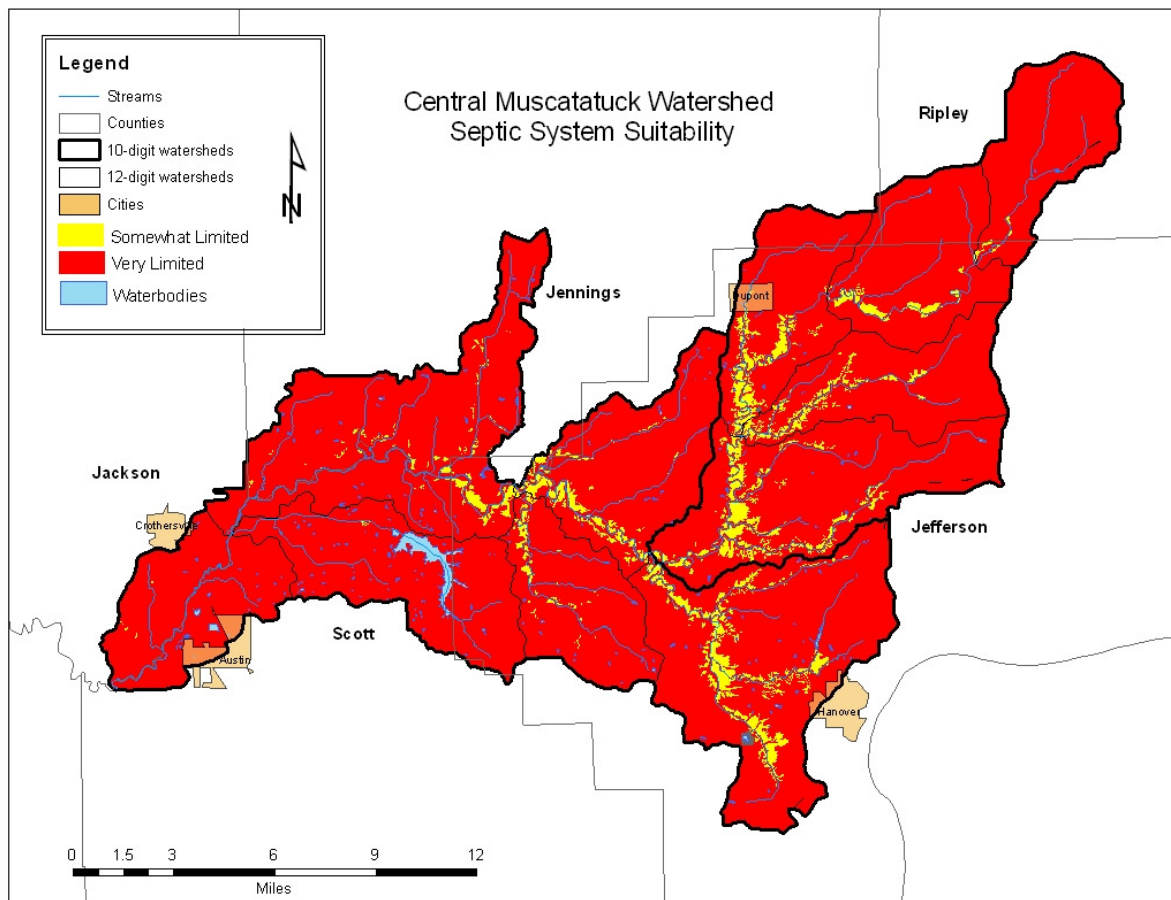 Legend
Streams
Counties
10-digit watersheds
12-digit watersheds
Cities
Somewhat Limited
Very Limited
Waterbodies
N
Central Muscatatuck Watershed
Septic System Suitability
Ripley
Jennings
Dupont
Jackson
Crothersville
Jefferson
Scott
Austin
Hanover
0 1.5 3 6 9 12
Miles